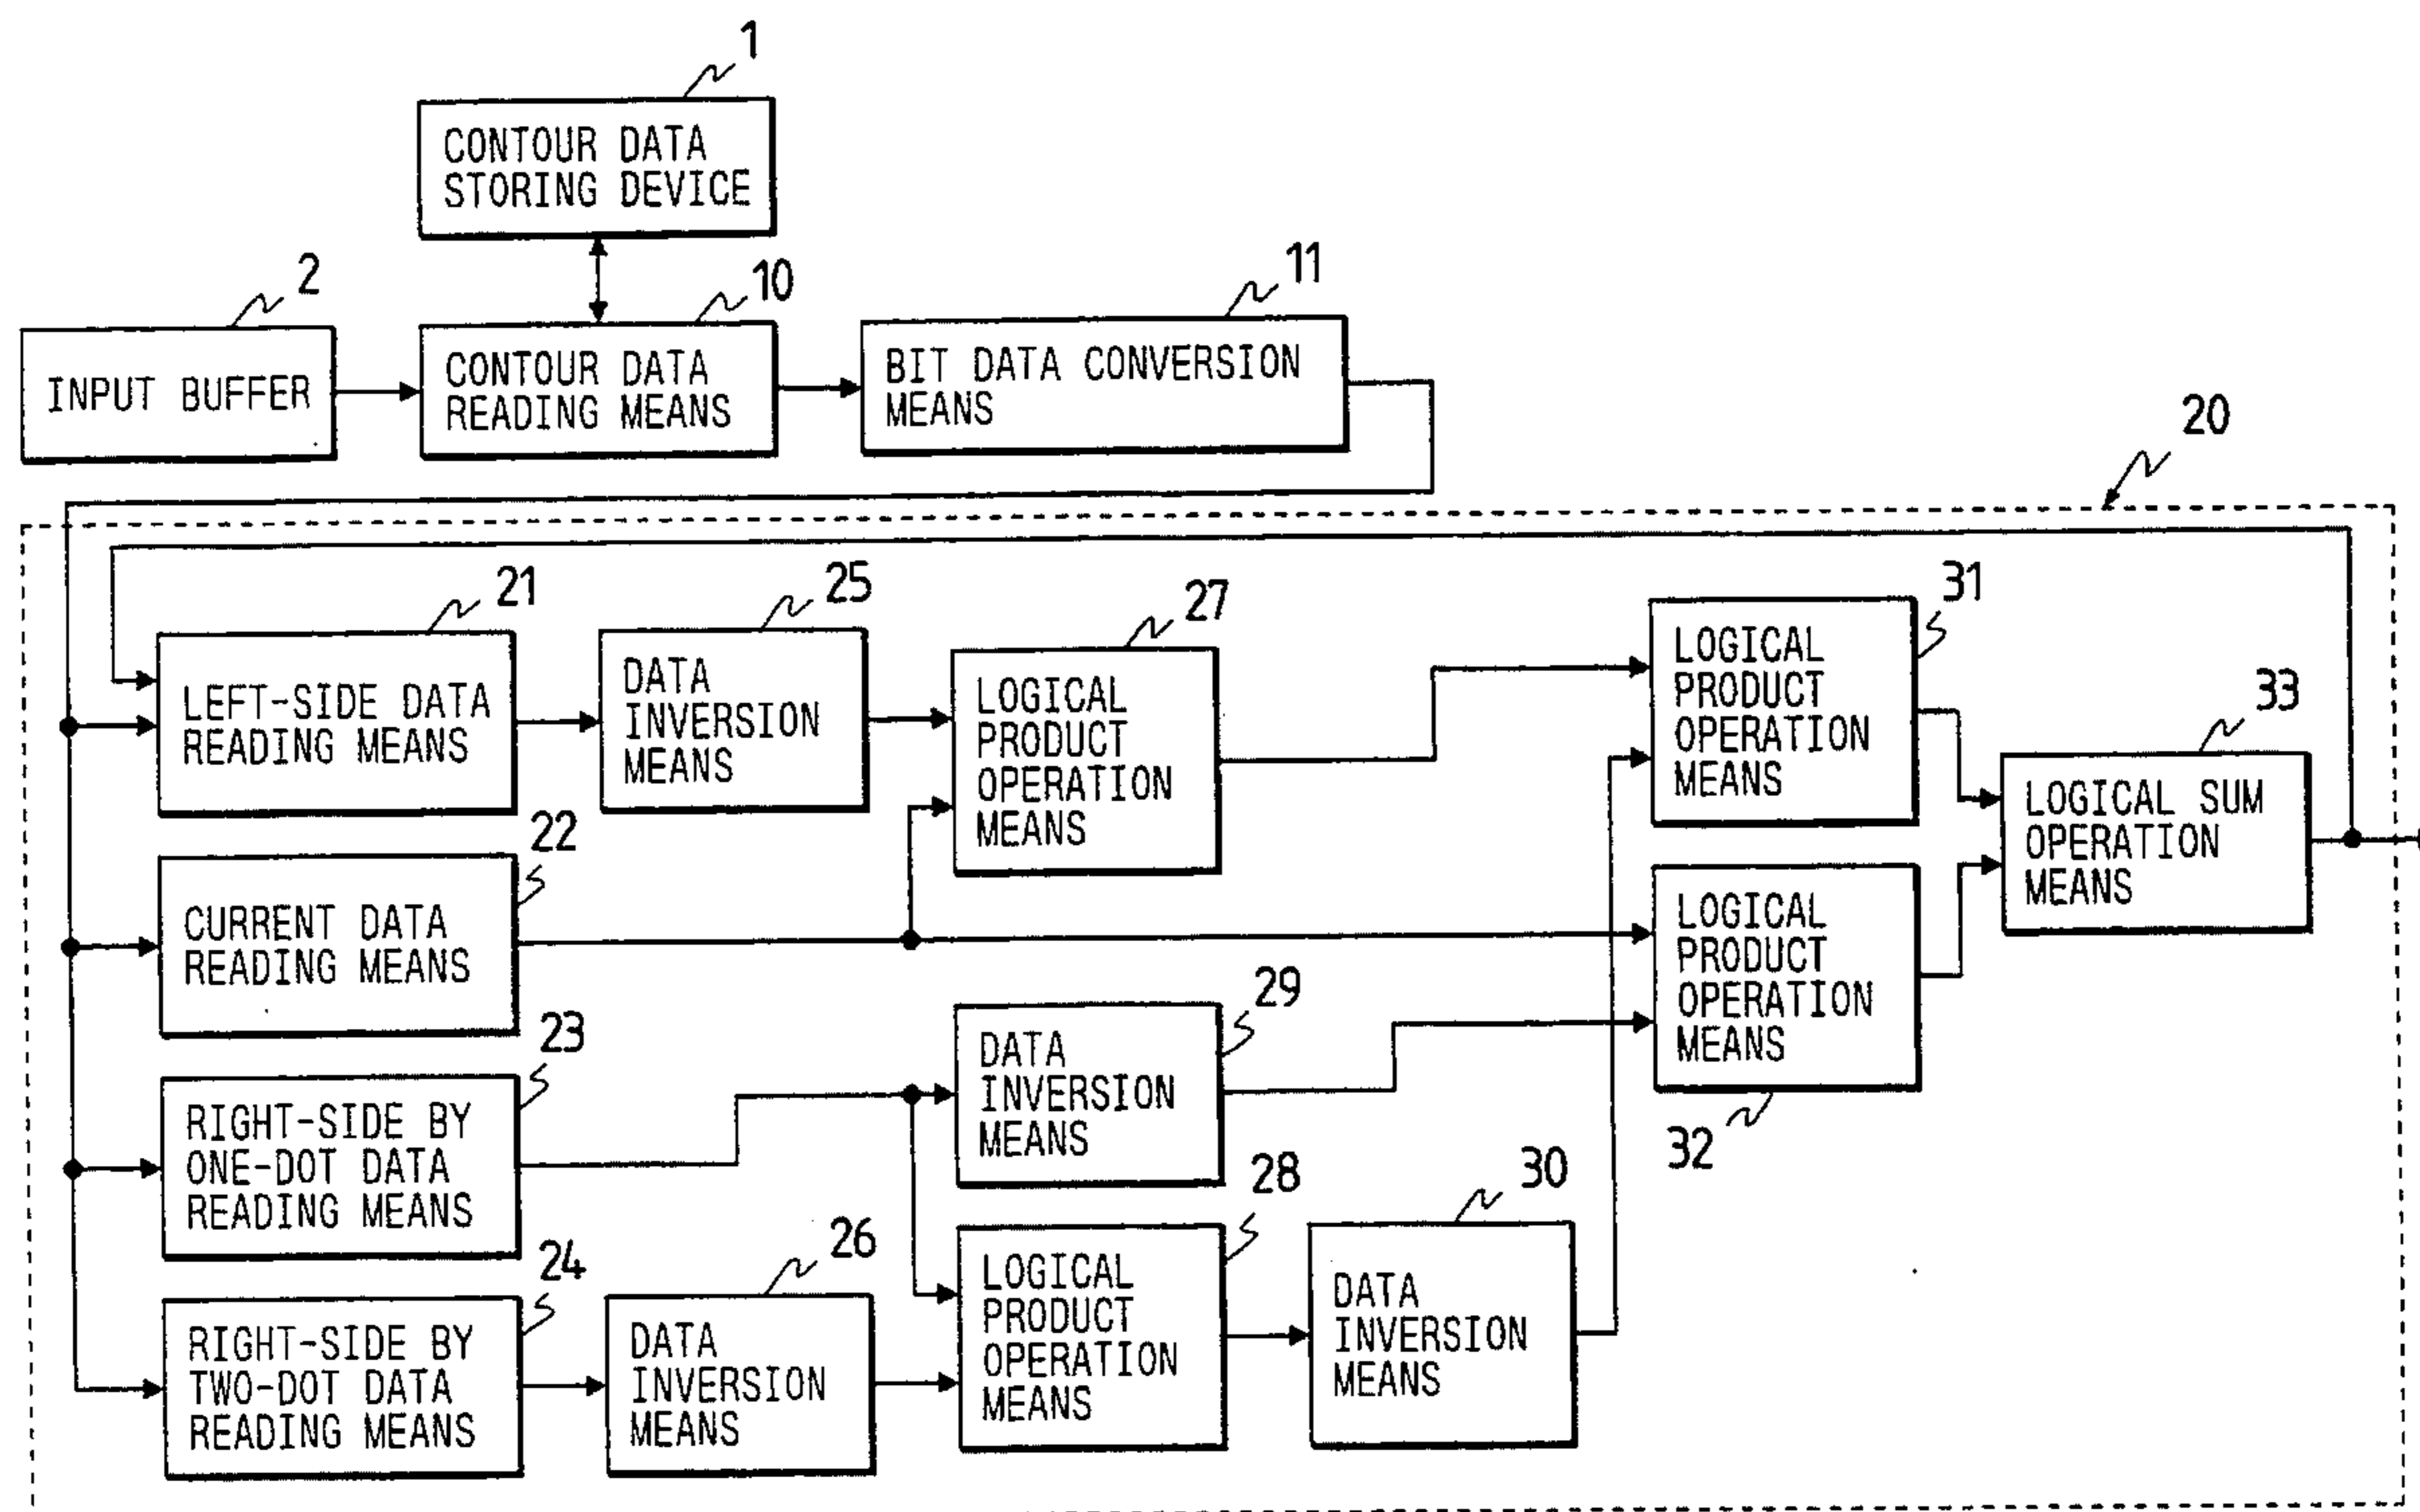 1
CONTOUR DATA
STORING DEVICE
2
10
11
INPUT BUFFER
CONTOUR DATA
READING MEANS
BIT DATA CONVERSION
MEANS
20
21
25
27
31
33
LEFT-SIDE DATA
READING MEANS
DATA
INVERSION
MEANS
LOGICAL
PRODUCT
OPERATION
MEANS
LOGICAL
PRODUCT
OPERATION
MEANS
LOGICAL SUM
OPERATION
MEANS
22
CURRENT DATA
READING MEANS
LOGICAL
PRODUCT
OPERATION
MEANS
32
23
RIGHT-SIDE BY
ONE-DOT DATA
READING MEANS
29
DATA
INVERSION
MEANS
24
RIGHT-SIDE BY
TWO-DOT DATA
READING MEANS
26
DATA
INVERSION
MEANS
28
LOGICAL
PRODUCT
OPERATION
MEANS
30
DATA
INVERSION
MEANS